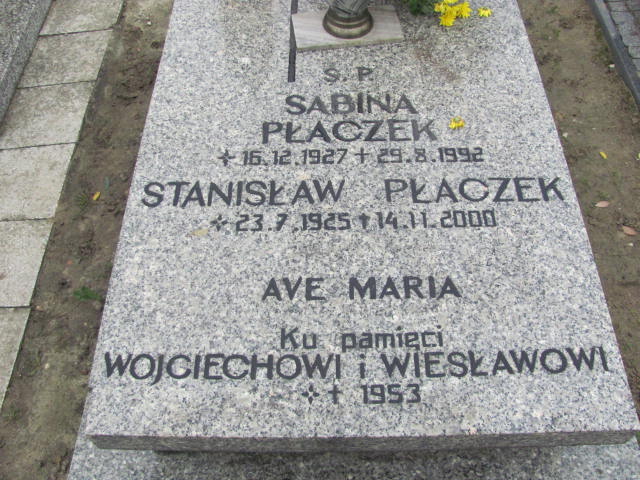 Ś. P.
SABINA
PŁACZEK
✧ 16.12.1927 ✝ 29.8.1992
STANISŁAW PŁACZEK
✧ 23.7.1925 ✝ 14.11.2000
AVE MARIA
Ku pamięci
WOJCIECHOWI i WIESŁAWOWI
✧ ✝ 1953